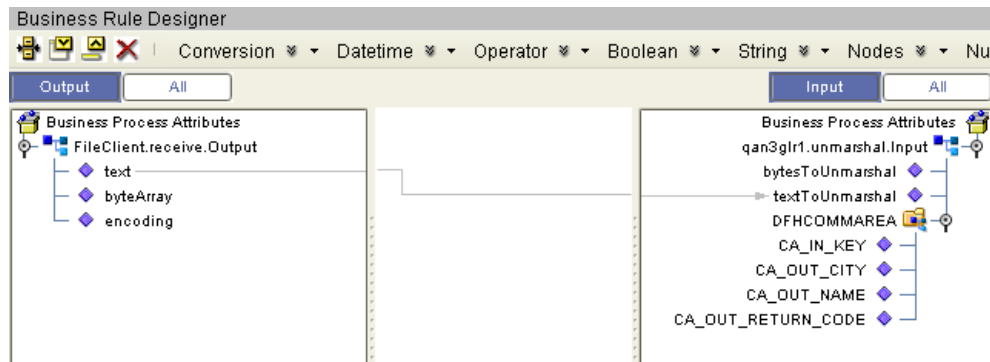 Business Rule Designer
Conversion Datetime Operator Boolean String Nodes Nu
Output All Input All
Business Process Attributes
FileClient.receive.Output
text
byteArray
encoding
Business Process Attributes
qan3glr1.unmarshal.Input
bytesToUnmarshal
textToUnmarshal
DFHCOMMAREA
CA_IN_KEY
CA_OUT_CITY
CA_OUT_NAME
CA_OUT_RETURN_CODE